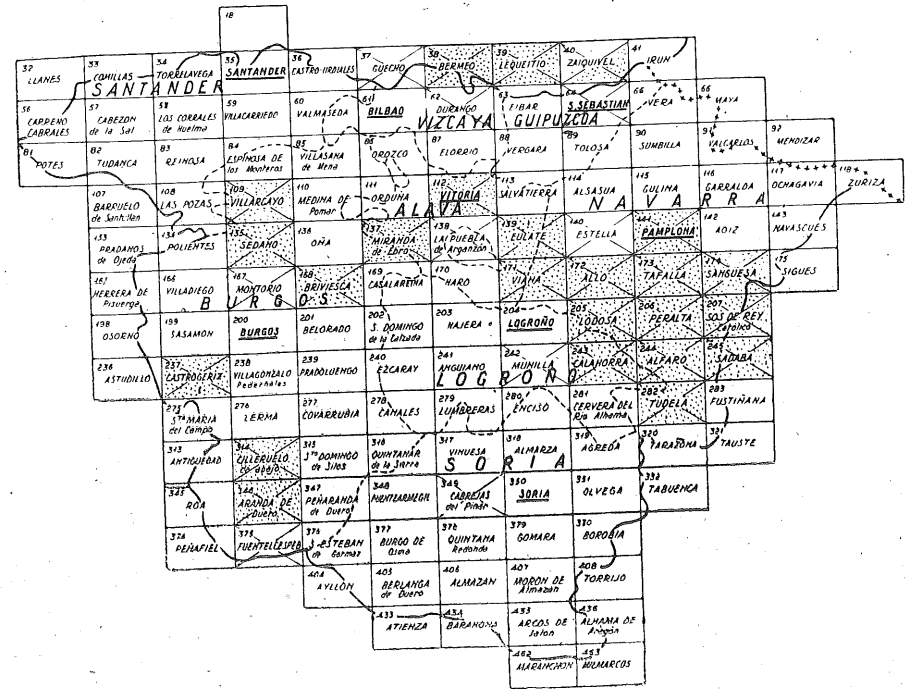 18
32 33 34 35 36 37 38 39 40 41
LLANES COMILLAS TORRELAVEGA SANTANDER CASTRO-URDIALES GUECHO BERMEO LEQUEITIO ZAIQUIVEL IRUN
SANTANDER
56 57 58 59 60 61 62 63 64 65 66
CARREÑO CABRALES CABEZON de la Sal LOS CORRALES de Buelna VILLACARRIEDO VALMASEDA BILBAO DURANGO EIBAR S. SEBASTIAN VERA MAYA
VIZCAYA GUIPUZCOA
81 82 83 84 85 86 87 88 89 90 91 92
POTES TUDANCA REINOSA ESPINOSA DE los Monteros VILLASANA de Mena OROZCO ELORRIO VERGARA TOLOSA SUMBILLA VALCARLOS MENDIZAR
107 108 109 110 111 112 113 114 115 116 117 118
BARRUELO de Santillan LAS POZAS VILLARCAYO MEDINA DE Pomar ORDUÑA VITORIA SALVATIERRA ALSASUA GULINA GARRALDA OCHAGAVIA ZURIZA
ALAVA NAVARRA
133 134 135 136 137 138 139 140 141 142 143
PRADANOS de Ojeda POLIENTES SEDANO OÑA MIRANDA de Ebro LA PUEBLA de Arganzón EULATE ESTELLA PAMPLONA AOIZ NAVASCUES
165 166 167 168 169 170 171 172 173 174 175
HERRERA DE Pisuerga VILLADIEGO MONTORIO BRIVIESCA CASALAREINA HARO VIANA ALLO TAFALLA SANGUESA SIGUES
BURGOS
198 199 200 201 202 203 204 205 206 207
OSORNO SASAMON BURGOS BELORADO S. DOMINGO de la Calzada NAJERA LOGROÑO LODOSA PERALTA SOS DE REY Católico
236 237 238 239 240 241 242 243 244 245
ASTUDILLO CASTROGERIZ VILLAGONZALO Pedernales PRADOLUENGO EZCARAY ANGUIANO MUNILLA CALAHORRA ALFARO SADABA
LOGROÑO
275 276 277 278 279 280 281 282 283
Sta MARIA del Campo LERMA COVARRUBIA CANALES LUMBRERAS ENCISO CERVERA DEL Rio Alhama TUDELA FUSTIÑANA
313 314 315 316 317 318 319 320 321
ANTIGUEDAD CILLERUELO de abajo Sto DOMINGO de Silos QUINTANAR de la Sierra VINUESA ALMARZA AGREDA TARAZONA TAUSTE
SORIA
345 346 347 348 349 350 351 352
ROA ARANDA DE Duero PEÑARANDA de Duero FUENTEARMEGIL CABREJAS del Pinar SORIA OLVEGA TABUENCA
374 375 376 377 378 379 380
PEÑAFIEL FUENTELCESPED S. ESTEBAN de Gormaz BURGO DE Osma QUINTANA Redonda GOMARA BOROBIA
404 405 406 407 408
AYLLON BERLANGA de Duero ALMAZAN MORON DE Almazan TORRIJO
433 434 435 436
ATIENZA BARAHONA ARCOS DE Jalon ALHAMA DE Aragón
462 463
MARANCHON MILMARCOS